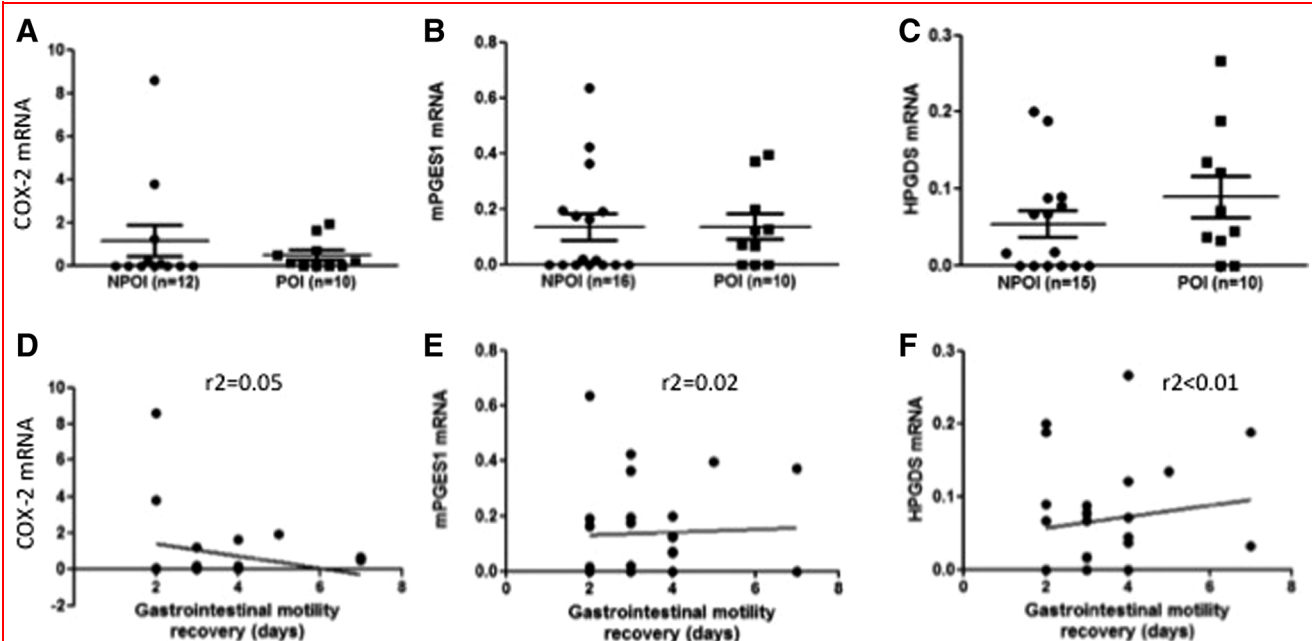 A
COX-2 mRNA
10
8
6
4
2
0
NPOI (n=12)
POI (n=10)
B
mPGES1 mRNA
0.8
0.6
0.4
0.2
0.0
NPOI (n=16)
POI (n=10)
C
HPGDS mRNA
0.3
0.2
0.1
0.0
NPOI (n=15)
POI (n=10)
D
r2=0.05
COX-2 mRNA
10
8
6
4
2
0
-2
2
4
6
8
Gastrointestinal motility
recovery (days)
E
r2=0.02
mPGES1 mRNA
0.8
0.6
0.4
0.2
0.0
0
2
4
6
8
Gastrointestinal motility
recovery (days)
F
r2<0.01
HPGDS mRNA
0.3
0.2
0.1
0.0
0
2
4
6
8
Gastrointestinal motility
recovery (days)